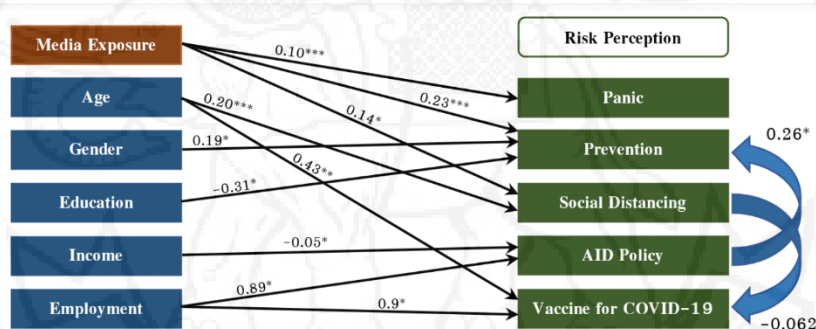 Media Exposure
Risk Perception
0.10***
Age
0.20***
0.23***
Panic
0.14*
0.26*
Gender
0.19*
Prevention
0.43**
-0.31*
Education
Social Distancing
Income
-0.05*
AID Policy
0.89*
Employment
0.9*
Vaccine for COVID-19
-0.062